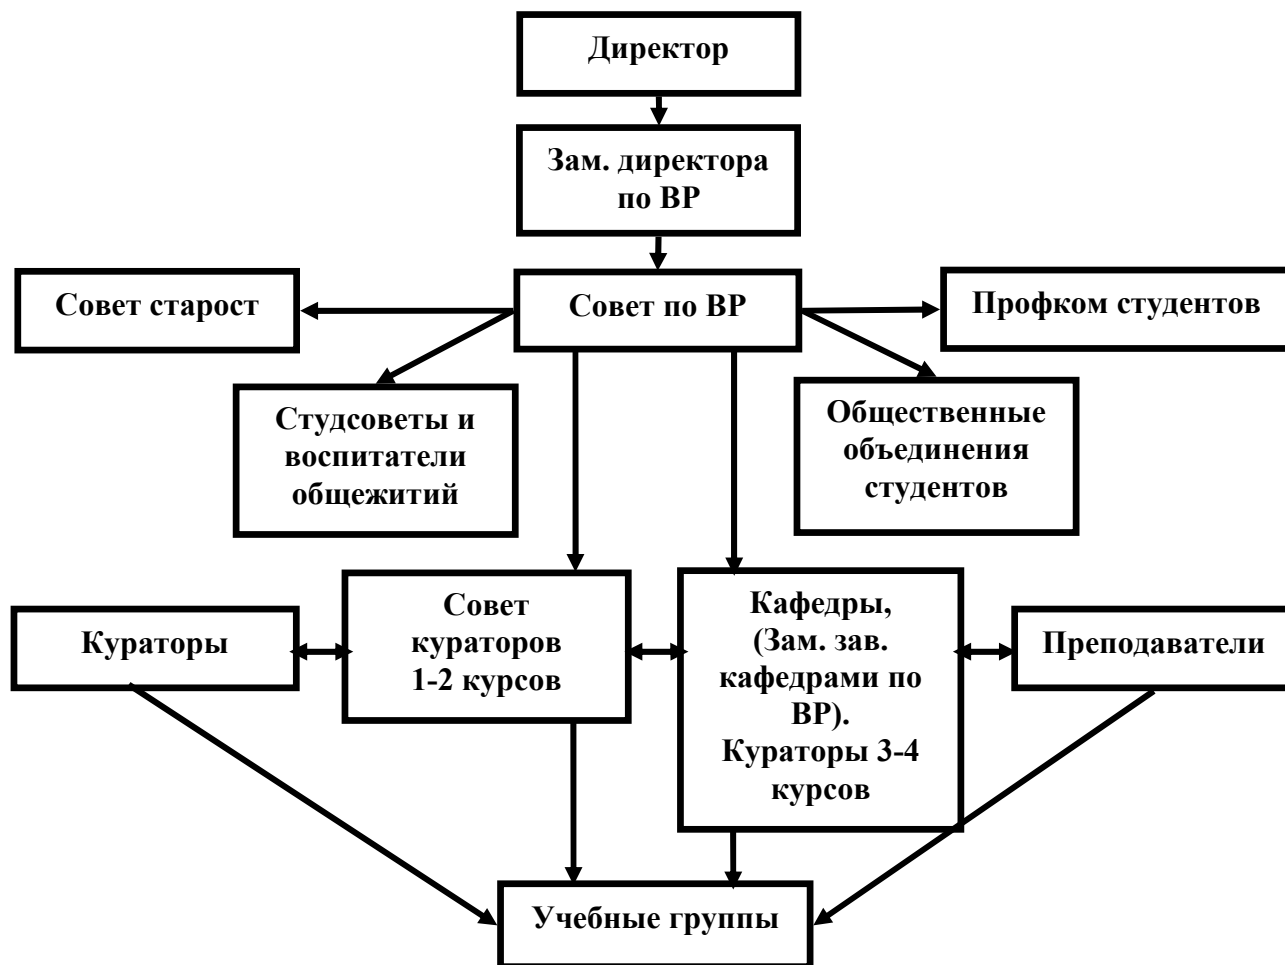 Директор
Зам. директора
по ВР
Совет старост
Совет по ВР
Профком студентов
Студсоветы и
воспитатели
общежитий
Общественные
объединения
студентов
Кураторы
Совет
кураторов
1-2 курсов
Кафедры,
(Зам. зав.
кафедрами по
ВР).
Кураторы 3-4
курсов
Преподаватели
Учебные группы